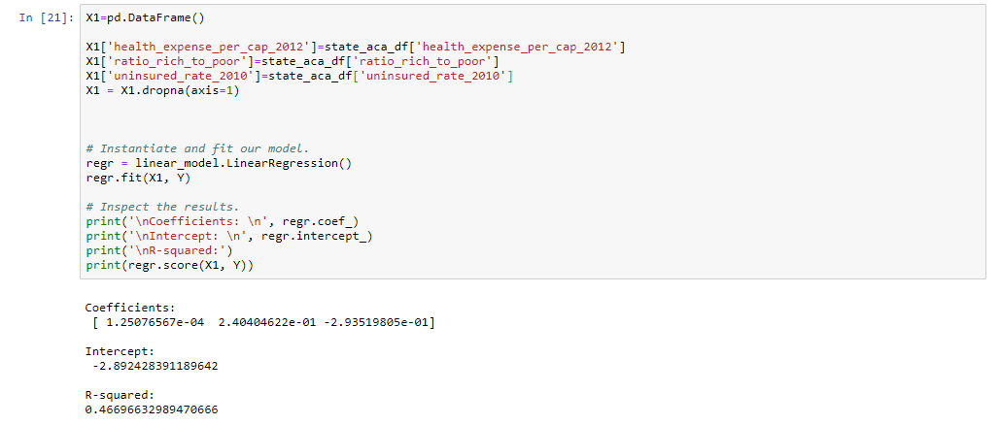 In [21]: X1=pd.DataFrame()
X1['health_expense_per_cap_2012']=state_aca_df['health_expense_per_cap_2012']
X1['ratio_rich_to_poor']=state_aca_df['ratio_rich_to_poor']
X1['uninsured_rate_2010']=state_aca_df['uninsured_rate_2010']
X1 = X1.dropna(axis=1)
# Instantiate and fit our model.
regr = linear_model.LinearRegression()
regr.fit(X1, Y)
# Inspect the results.
print('\nCoefficients: \n', regr.coef_)
print('\nIntercept: \n', regr.intercept_)
print('\nR-squared:')
print(regr.score(X1, Y))
Coefficients:
[ 1.25076567e-04  2.40404622e-01 -2.93519805e-01]
Intercept:
-2.892428391189642
R-squared:
0.46696632989470666